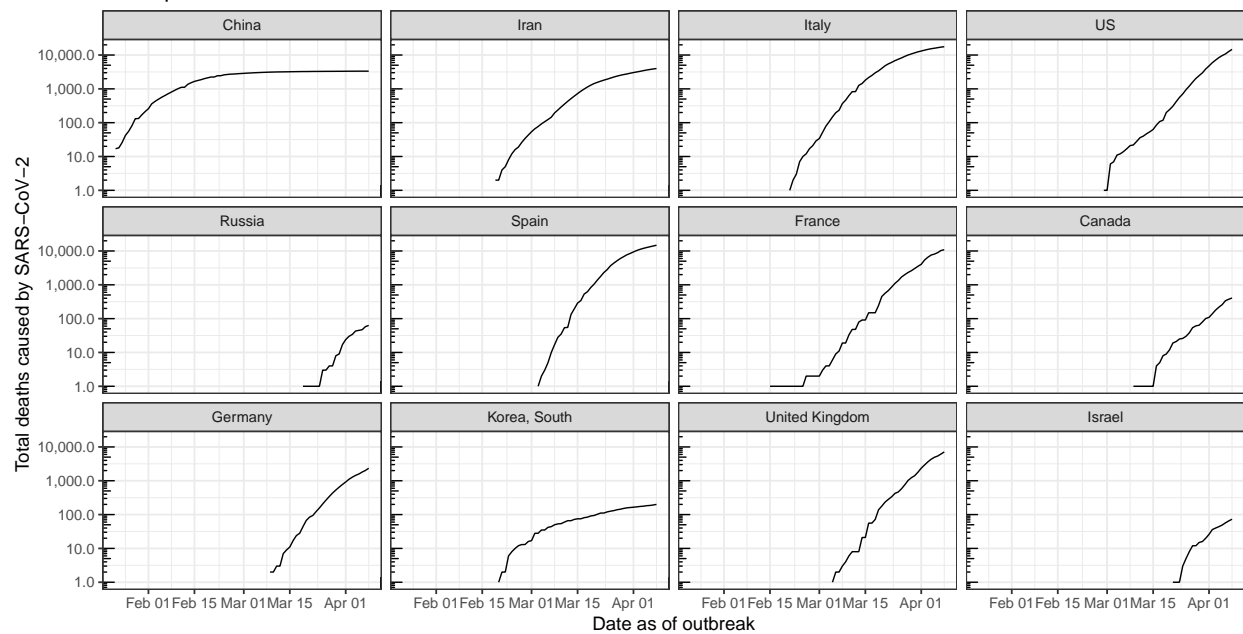 China
Iran
Italy
US
10,000.0
1,000.0
100.0
10.0
1.0
Russia
Spain
France
Canada
10,000.0
1,000.0
100.0
10.0
1.0
Germany
Korea, South
United Kingdom
Israel
10,000.0
1,000.0
100.0
10.0
1.0
Feb 01 Feb 15 Mar 01 Mar 15 Apr 01
Feb 01 Feb 15 Mar 01 Mar 15 Apr 01
Feb 01 Feb 15 Mar 01 Mar 15 Apr 01
Feb 01 Feb 15 Mar 01 Mar 15 Apr 01
Date as of outbreak
Total deaths caused by SARS−CoV−2